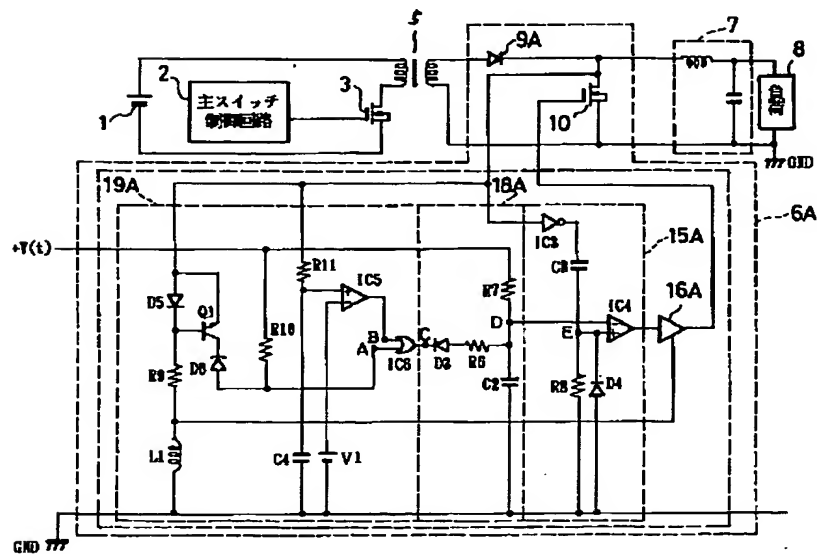 5
7
9A
8
2
3
主スイッチ
制御回路
負荷
1
10
GND
19A
18A
6A
15A
+V(t)
IC3
R11
IC5
C3
R7
16A
D5
Q1
R10
D
IC4
B
C
E
A
IC6
D3
R6
R9
D6
R8
D4
C2
L1
C4
V1
GND